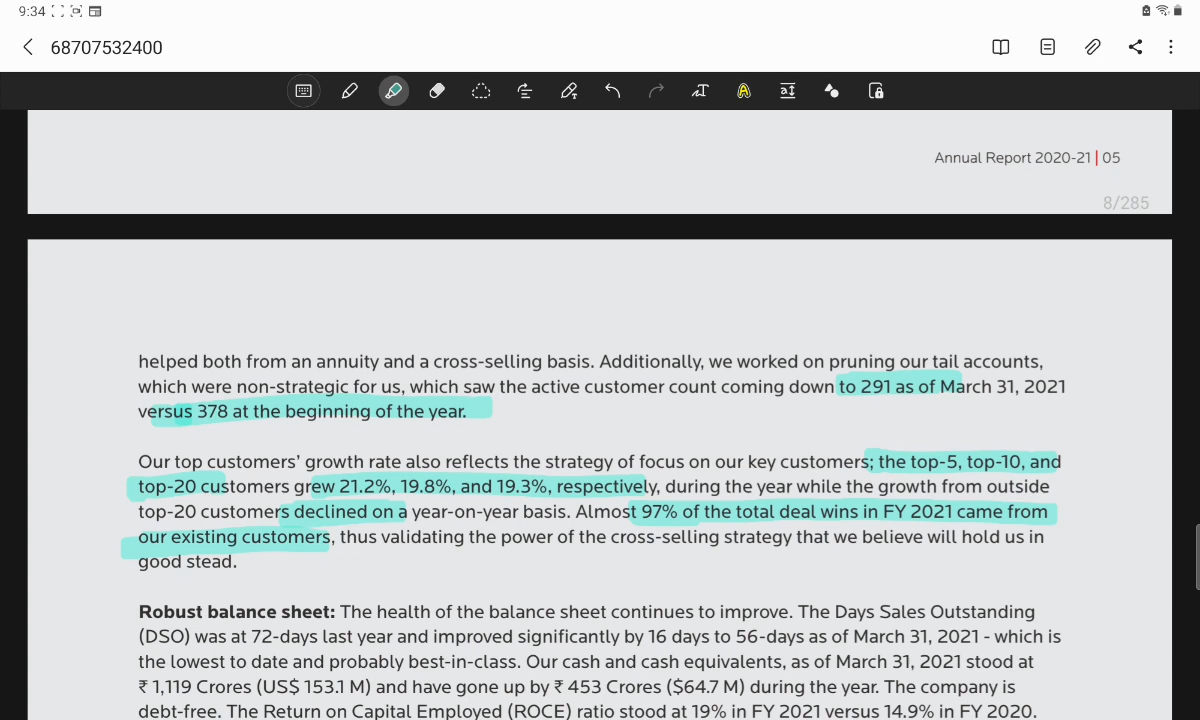 9:34
68707532400
Annual Report 2020-21 | 05
8/285
helped both from an annuity and a cross-selling basis. Additionally, we worked on pruning our tail accounts,
which were non-strategic for us, which saw the active customer count coming down to 291 as of March 31, 2021
versus 378 at the beginning of the year.
Our top customers’ growth rate also reflects the strategy of focus on our key customers; the top-5, top-10, and
top-20 customers grew 21.2%, 19.8%, and 19.3%, respectively, during the year while the growth from outside
top-20 customers declined on a year-on-year basis. Almost 97% of the total deal wins in FY 2021 came from
our existing customers, thus validating the power of the cross-selling strategy that we believe will hold us in
good stead.
Robust balance sheet: The health of the balance sheet continues to improve. The Days Sales Outstanding
(DSO) was at 72-days last year and improved significantly by 16 days to 56-days as of March 31, 2021 - which is
the lowest to date and probably best-in-class. Our cash and cash equivalents, as of March 31, 2021 stood at
₹ 1,119 Crores (US$ 153.1 M) and have gone up by ₹ 453 Crores ($64.7 M) during the year. The company is
debt-free. The Return on Capital Employed (ROCE) ratio stood at 19% in FY 2021 versus 14.9% in FY 2020.